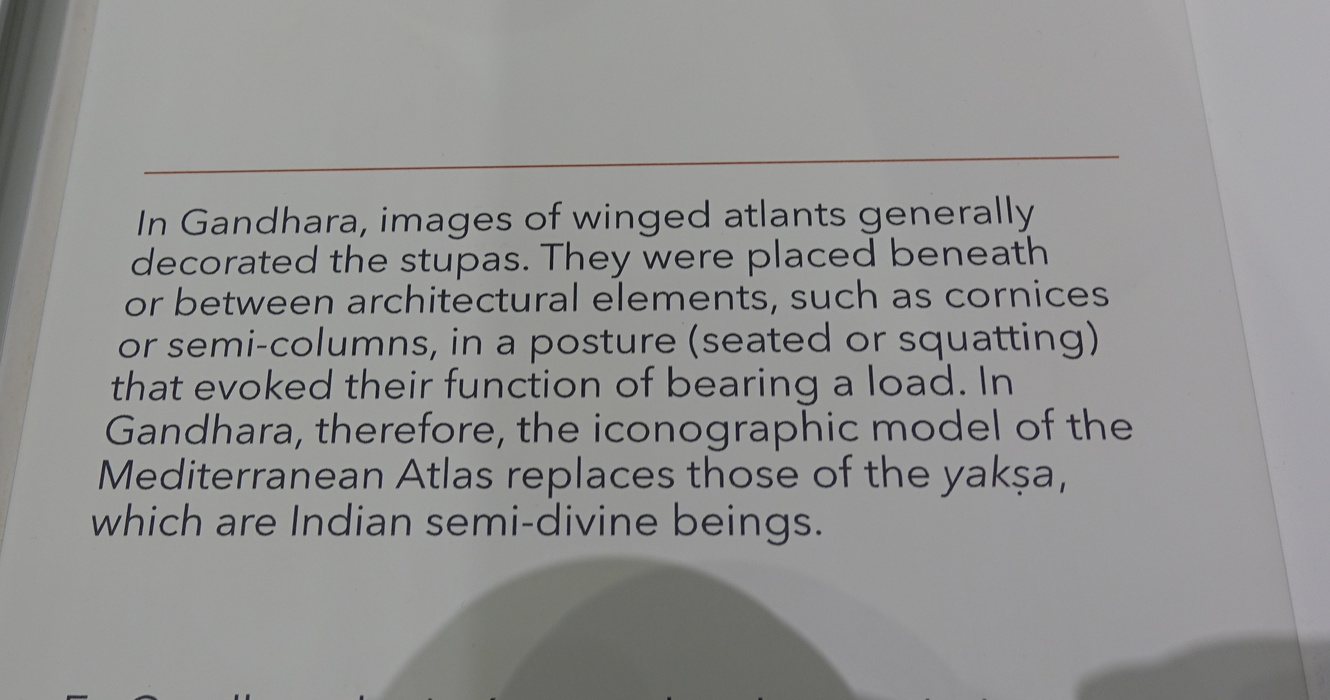 In Gandhara, images of winged atlants generally
decorated the stupas. They were placed beneath
or between architectural elements, such as cornices
or semi-columns, in a posture (seated or squatting)
that evoked their function of bearing a load. In
Gandhara, therefore, the iconographic model of the
Mediterranean Atlas replaces those of the yakṣa,
which are Indian semi-divine beings.